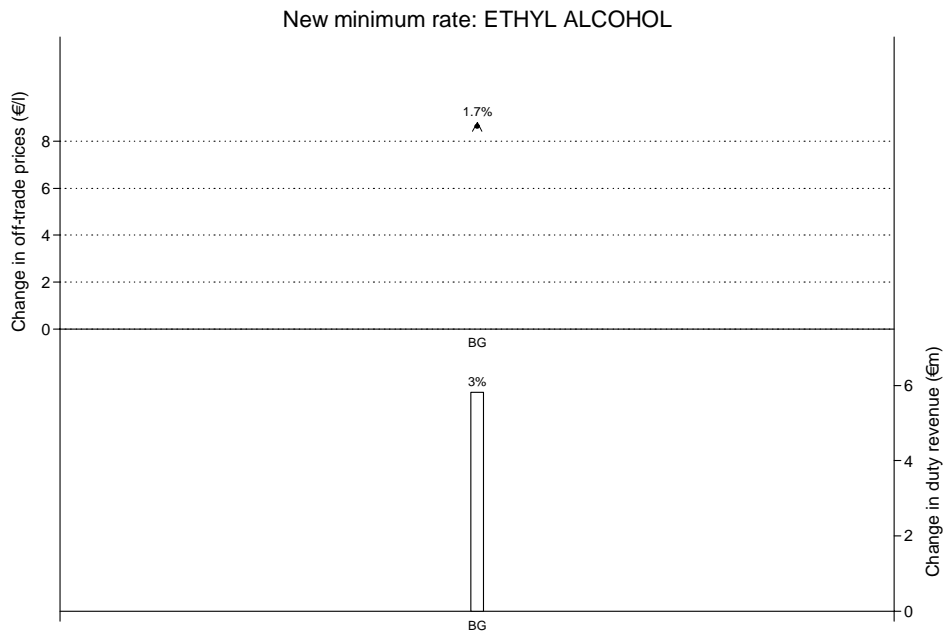 New minimum rate: ETHYL ALCOHOL
Change in off-trade prices (€/l)
1.7%
8
6
4
2
0
BG
3%
6
4
2
0
Change in duty revenue (€m)
BG